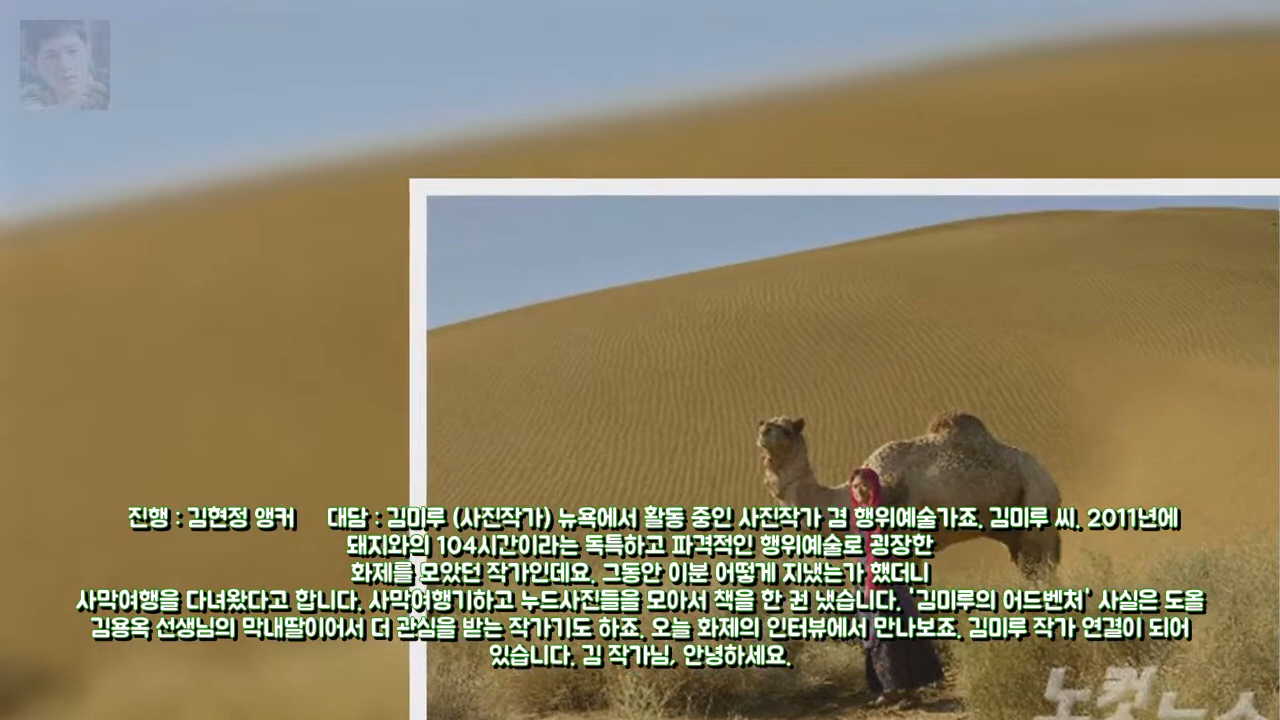 진행 : 김현정 앵커 대담 : 김미루 (사진작가) 뉴욕에서 활동 중인 사진작가 겸 행위예술가죠. 김미루 씨. 2011년에
돼지와의 104시간이라는 독특하고 파격적인 행위예술로 굉장한
화제를 모았던 작가인데요. 그동안 이분 어떻게 지냈는가 했더니
사막여행을 다녀왔다고 합니다. 사막여행기하고 누드사진들을 모아서 책을 한 권 냈습니다. '김미루의 어드벤처' 사실은 도올
김용옥 선생님의 막내딸이어서 더 관심을 받는 작가기도 하죠. 오늘 화제의 인터뷰에서 만나보죠. 김미루 작가 연결이 되어
있습니다. 김 작가님, 안녕하세요.
노컷뉴스